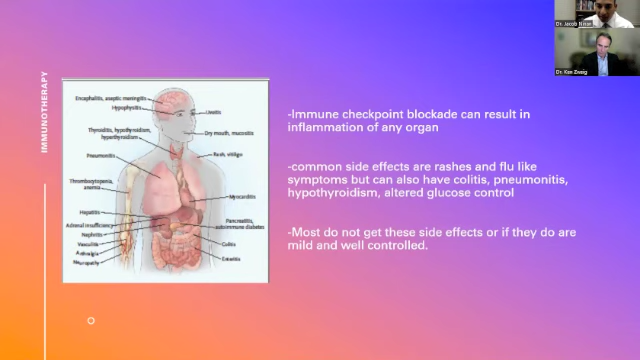 Dr. Ken Zweig
IMMUNOTHERAPY
Encephalitis, aseptic meningitis
Hypophysitis
Uveitis
Thyroiditis, hypothyroidism,
hyperthyroidism
Dry mouth, mucositis
Pneumonitis
Rash, vitiligo
Thrombocytopenia,
anemia
Myocarditis
Hepatitis
Adrenal insufficiency
Pancreatitis,
autoimmune diabetes
Nephritis
Vasculitis
Colitis
Arthralgia
Neuropathy
Enteritis
-Immune checkpoint blockade can result in
inflammation of any organ
-common side effects are rashes and flu like
symptoms but can also have colitis, pneumonitis,
hypothyroidism, altered glucose control
-Most do not get these side effects or if they do are
mild and well controlled.